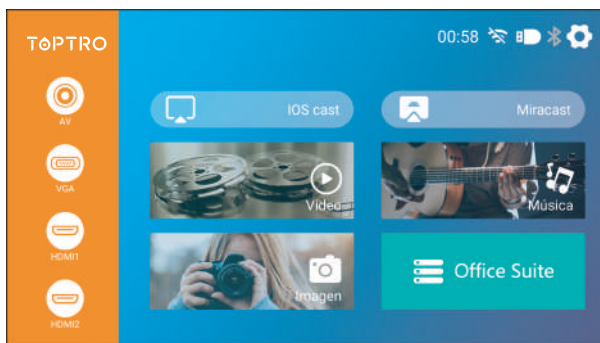 TOPTRO
00:58
AV
VGA
HDMI1
HDMI2
IOS cast
Miracast
Video
Música
Imagen
Office Suite